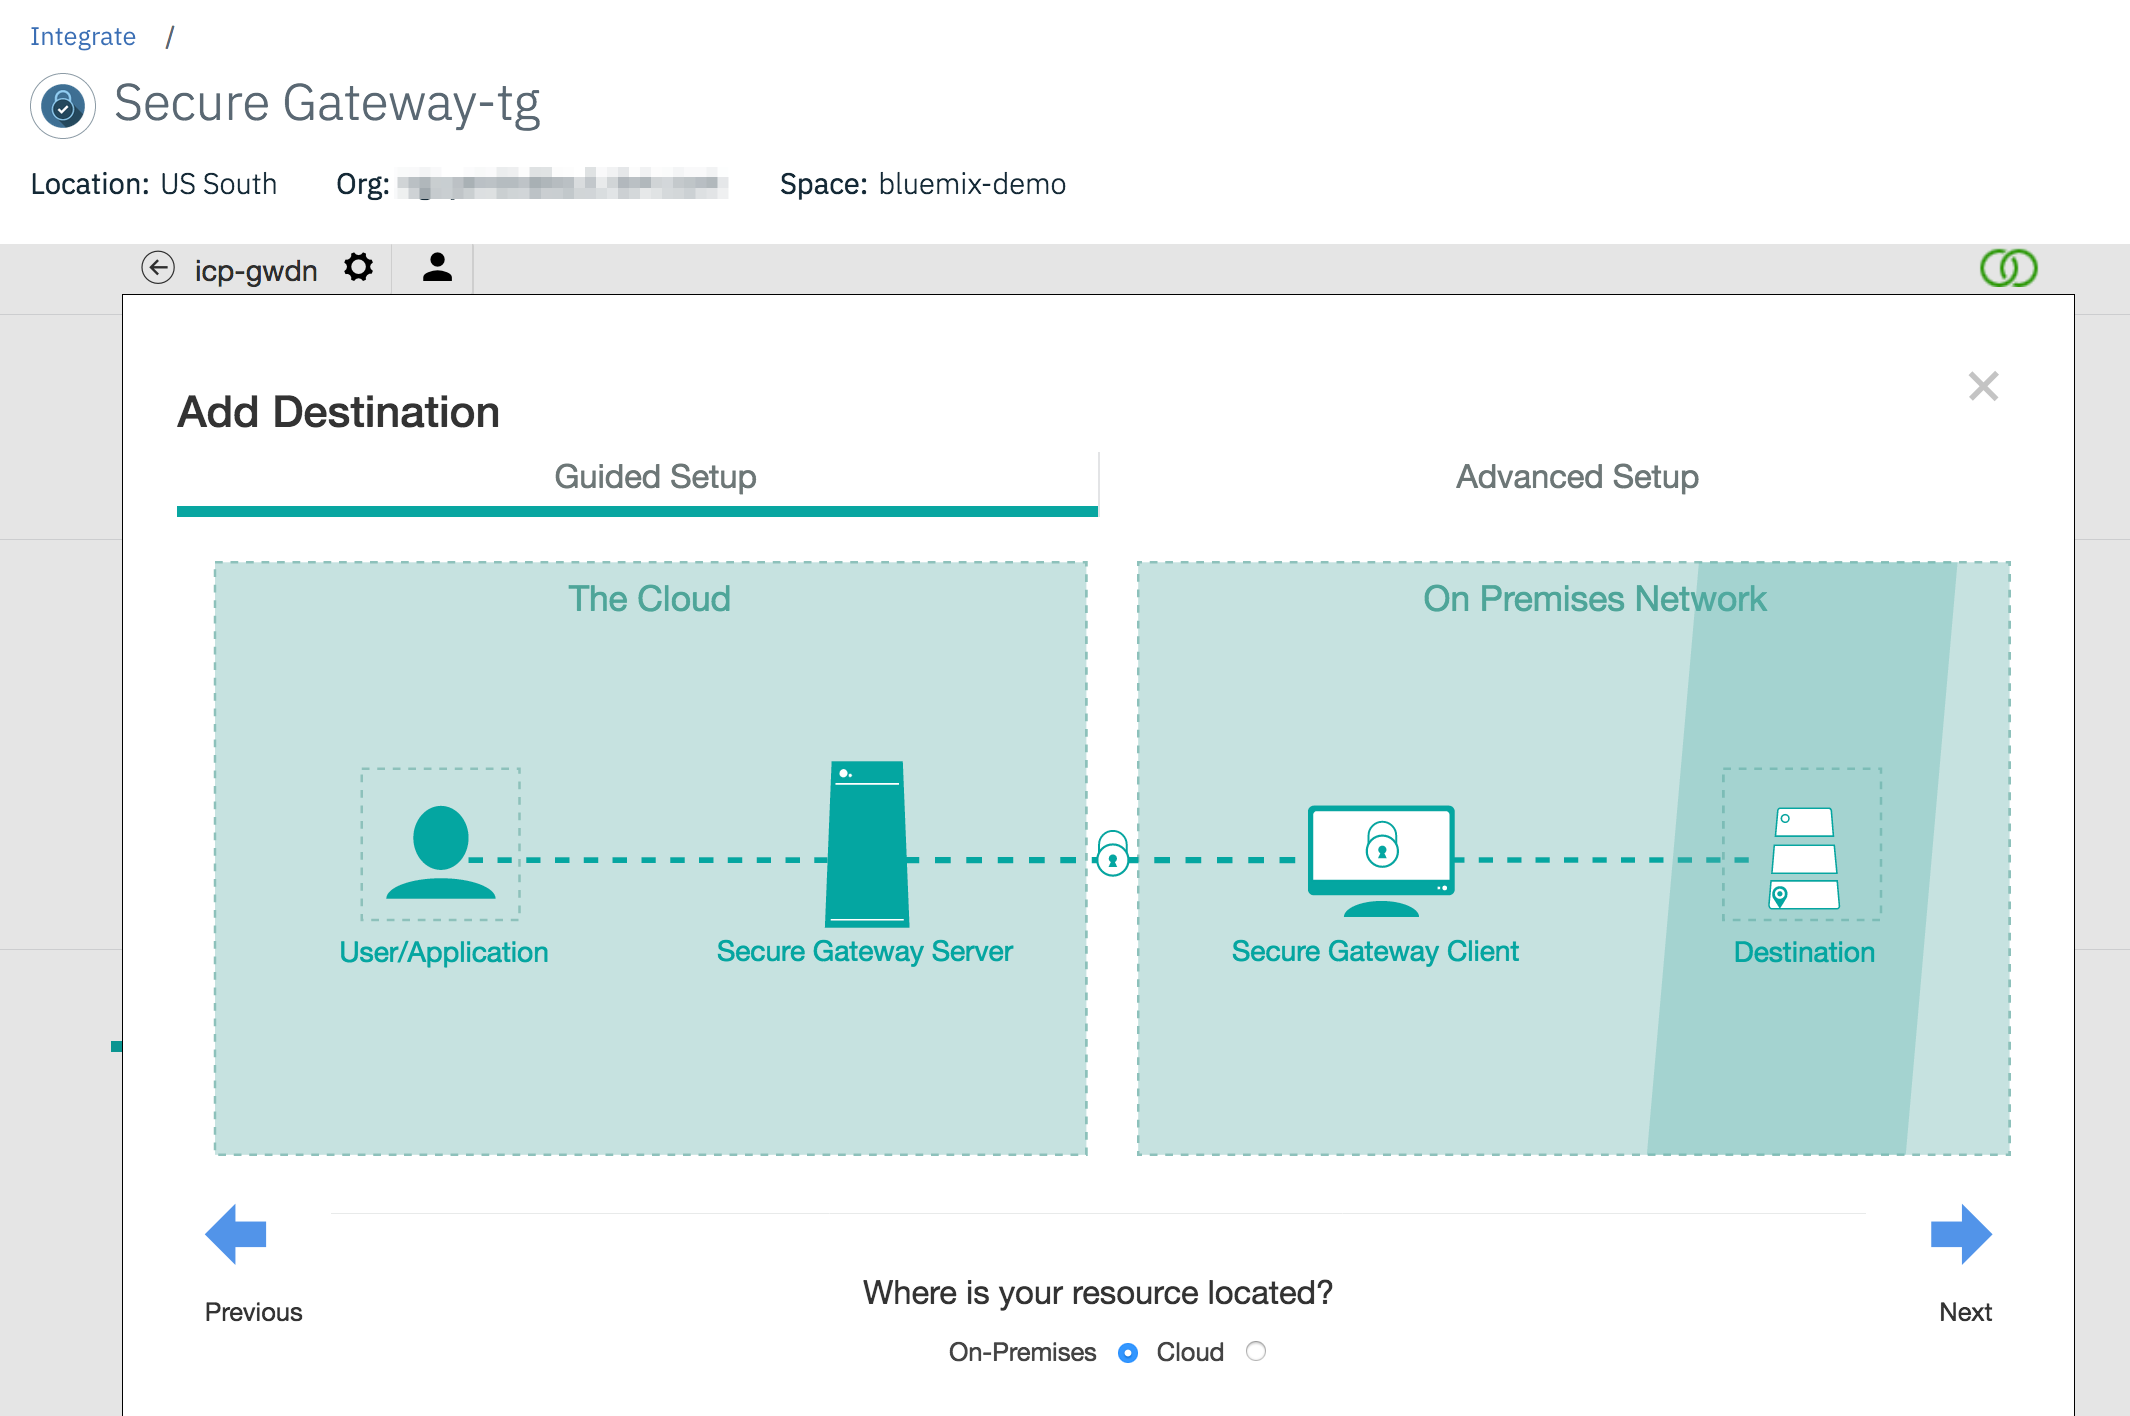 Integrate /
Secure Gateway-tg
Location: US South Org: Space: bluemix-demo
icp-gwdn
Add Destination
Guided Setup Advanced Setup
The Cloud On Premises Network
User/Application Secure Gateway Server Secure Gateway Client Destination
Where is your resource located?
Previous Next
On-Premises Cloud